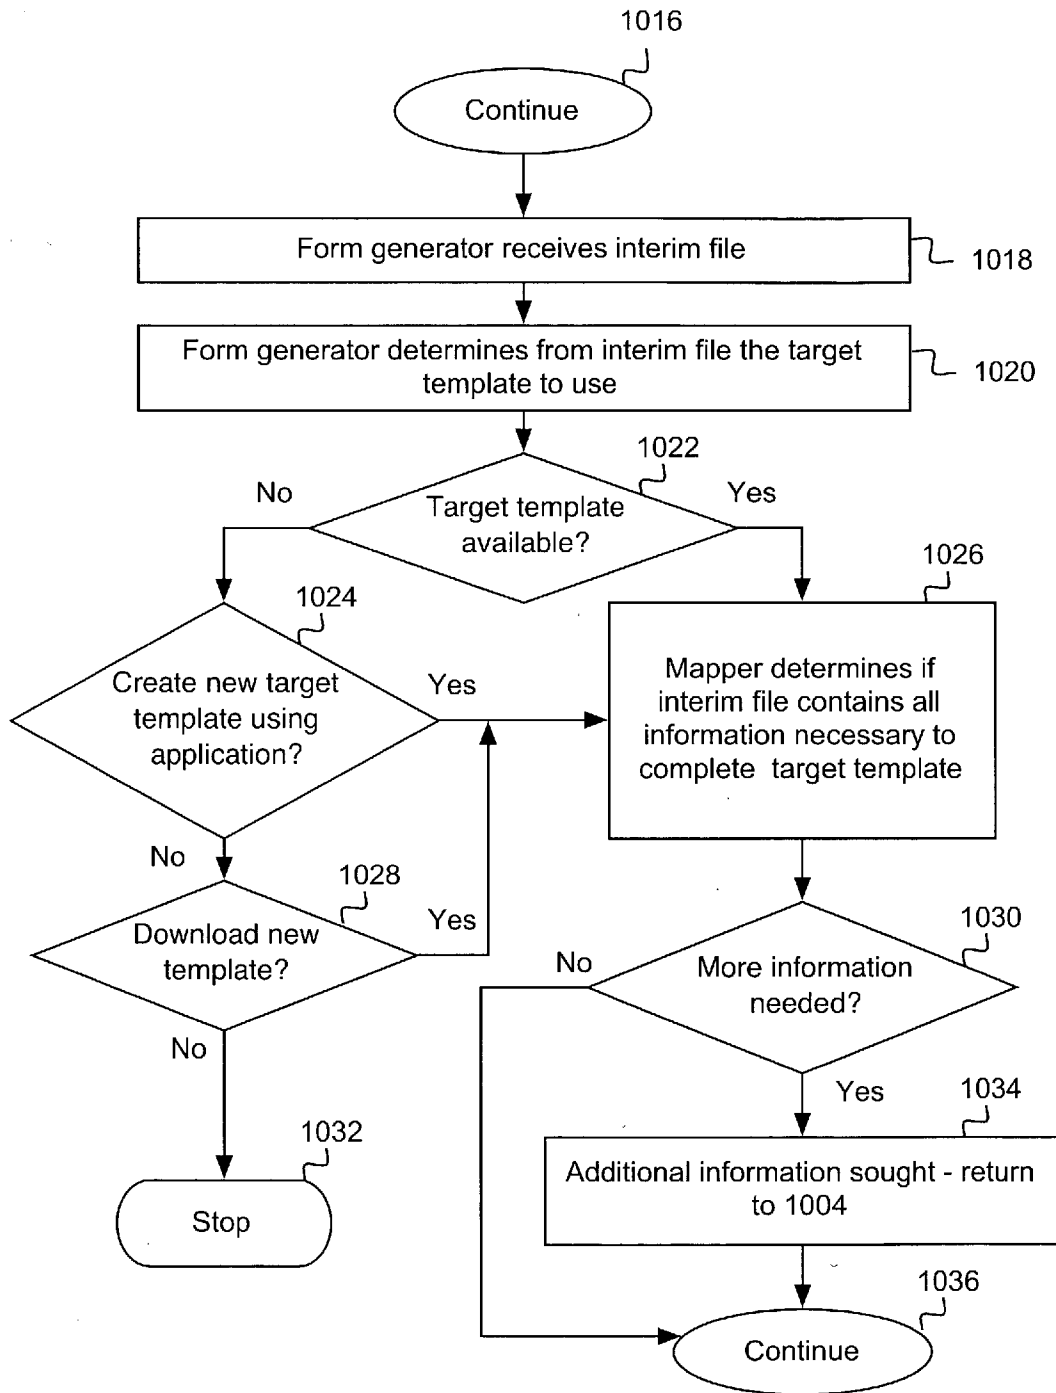 1016
Continue
Form generator receives interim file
1018
Form generator determines from interim file the target
template to use
1020
1022
No
Yes
Target template
available?
1026
1024
Create new target
template using
application?
Yes
Mapper determines if
interim file contains all
information necessary to
complete target template
No
1028
Yes
Download new
template?
1030
No
More information
needed?
No
Yes
1034
1032
Additional information sought - return
to 1004
Stop
1036
Continue